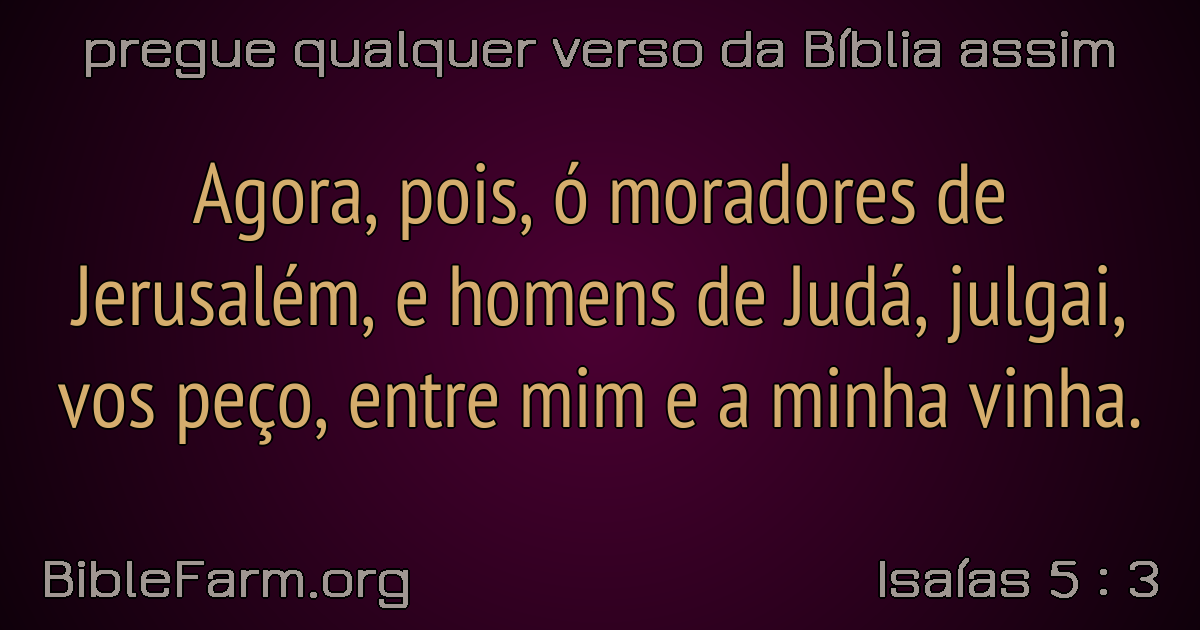 pregue qualquer verso da Bíblia assim
Agora, pois, ó moradores de
Jerusalém, e homens de Judá, julgai,
vos peço, entre mim e a minha vinha.
BibleFarm.org
Isaías 5 : 3